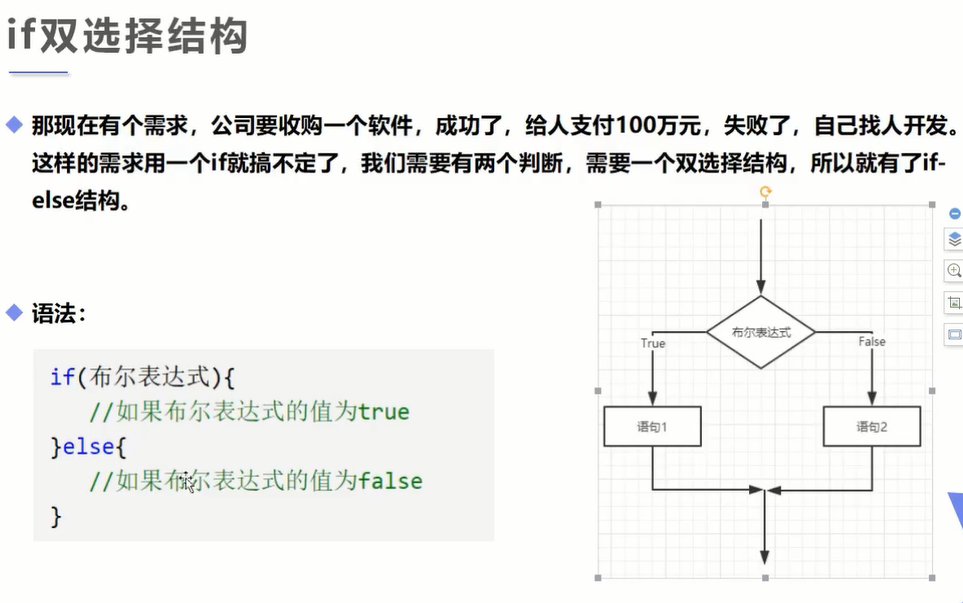 if双选择结构
那现在有个需求，公司要收购一个软件，成功了，给人支付100万元，失败了，自己找人开发。
这样的需求用一个if就搞不定了，我们需要有两个判断，需要一个双选择结构，所以就有了if-
else结构。
语法：
if(布尔表达式){
//如果布尔表达式的值为true
}else{
//如果布尔表达式的值为false
}
布尔表达式
True
False
语句1
语句2